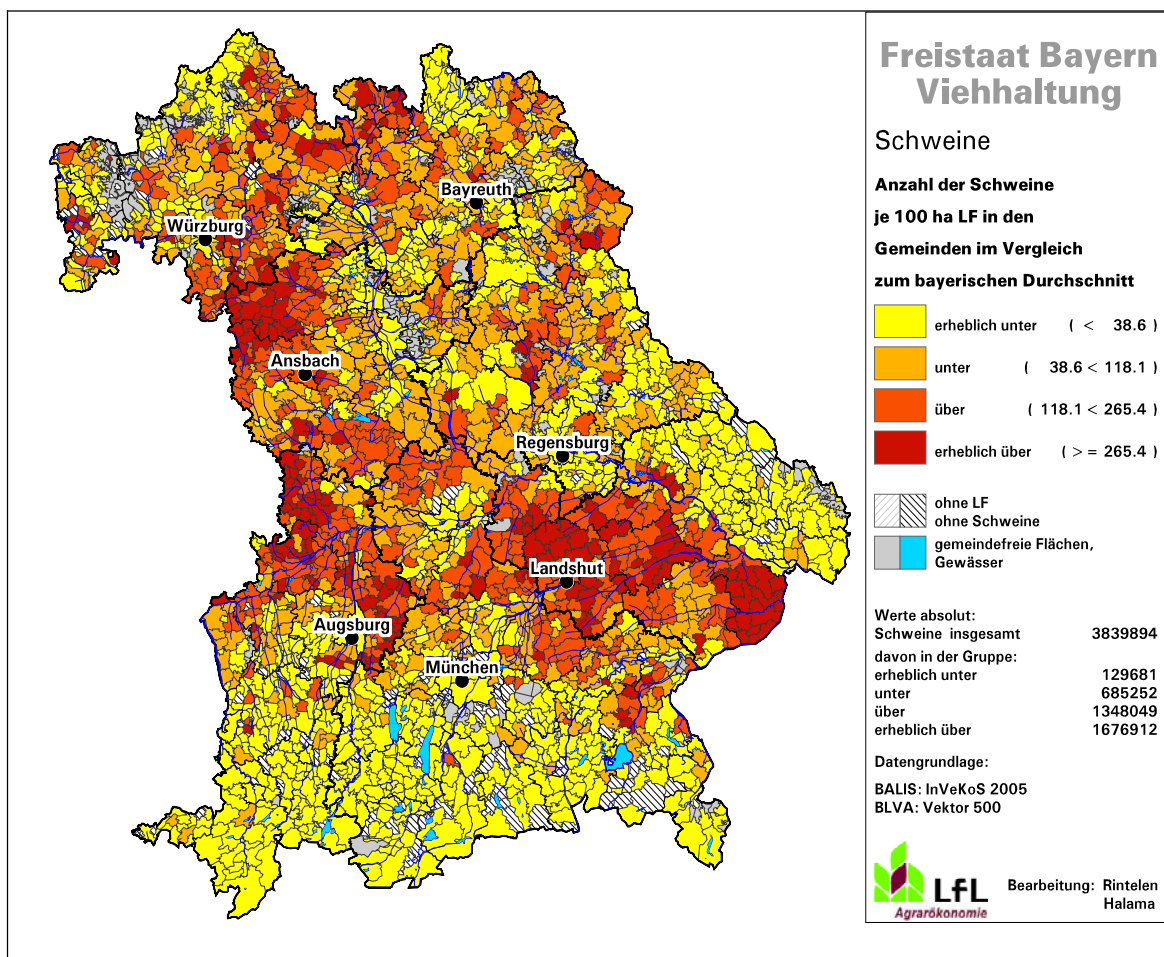 Freistaat Bayern
Viehhaltung
Schweine
Anzahl der Schweine
je 100 ha LF in den
Gemeinden im Vergleich
zum bayerischen Durchschnitt
erheblich unter ( < 38.6 )
unter ( 38.6 < 118.1 )
über ( 118.1 < 265.4 )
erheblich über ( > = 265.4 )
ohne LF
ohne Schweine
gemeindefreie Flächen,
Gewässer
Werte absolut:
Schweine insgesamt 3839894
davon in der Gruppe:
erheblich unter 129681
unter 685252
über 1348049
erheblich über 1676912
Datengrundlage:
BALIS: InVeKoS 2005
BLVA: Vektor 500
LfL
Agrarökonomie
Bearbeitung: Rintelen
Halama
Bayreuth
Würzburg
Ansbach
Regensburg
Landshut
Augsburg
München